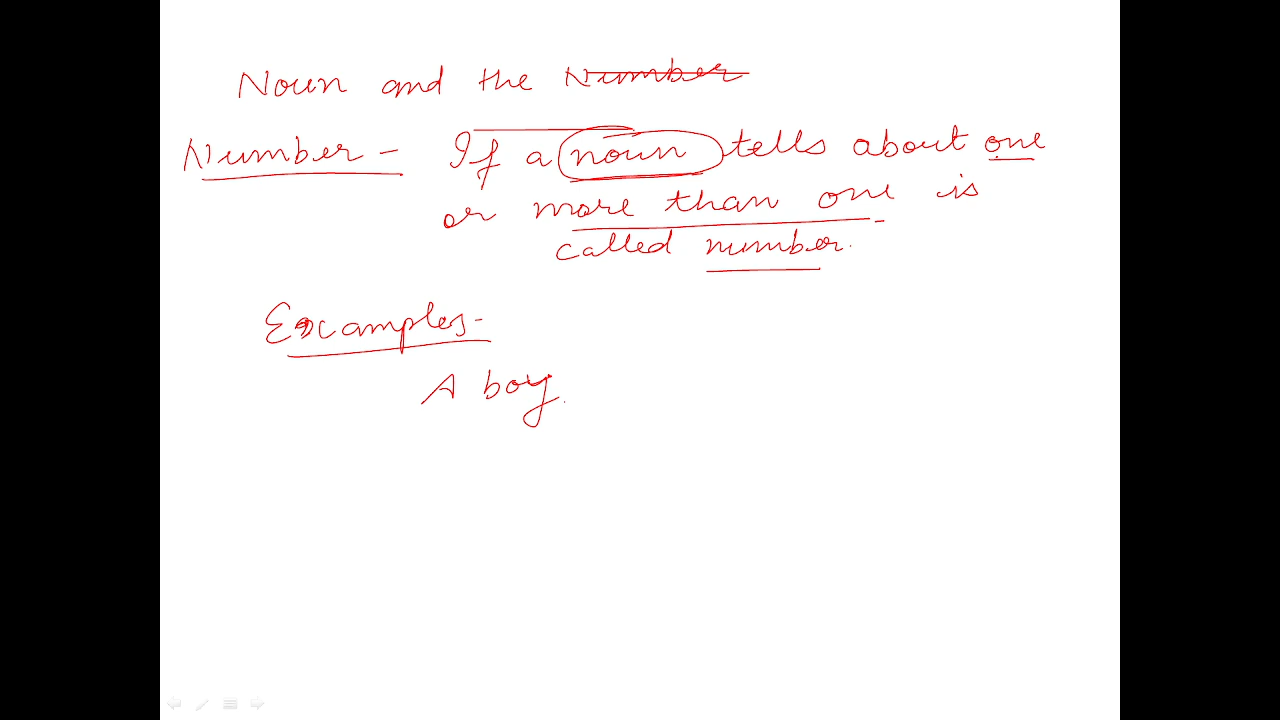 Noun and the Number
Number - If a noun tells about one
or more than one is
called number.
Examples-
A boy.